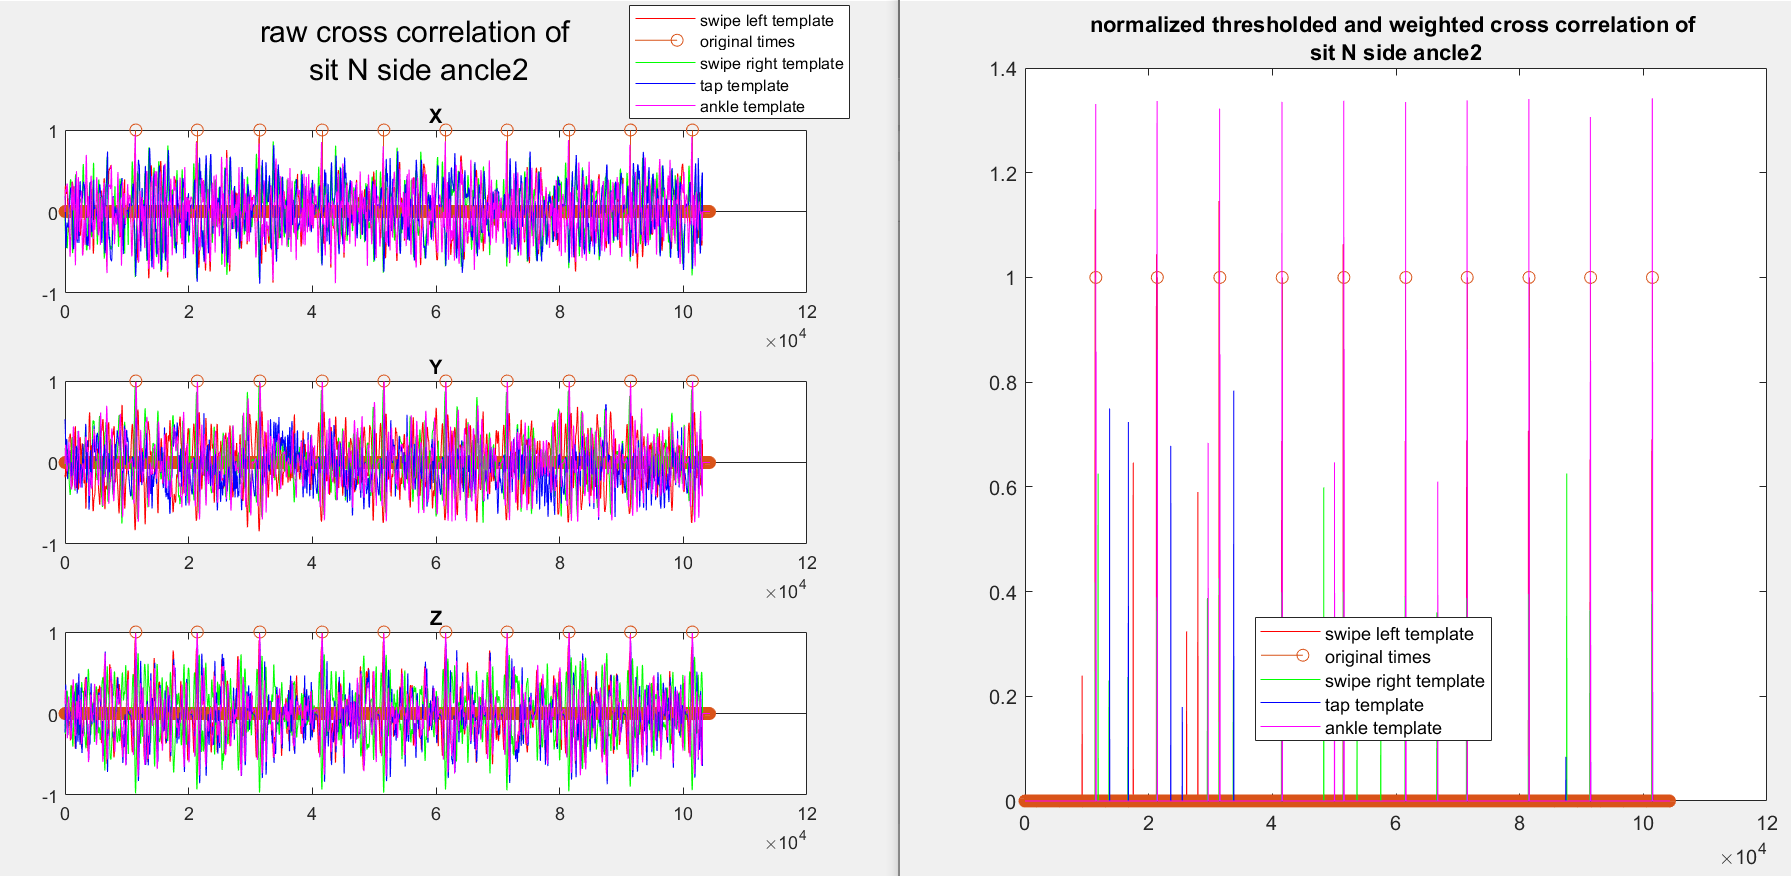 raw cross correlation of
sit N side ancle2
swipe left template
original times
swipe right template
tap template
ankle template
X
1
0
-1
0 2 4 6 8 10 12
×10^4
Y
1
0
-1
0 2 4 6 8 10 12
×10^4
Z
1
0
-1
0 2 4 6 8 10 12
×10^4
normalized thresholded and weighted cross correlation of
sit N side ancle2
1.4
1.2
1
0.8
0.6
0.4
0.2
0
0 2 4 6 8 10 12
×10^4
swipe left template
original times
swipe right template
tap template
ankle template